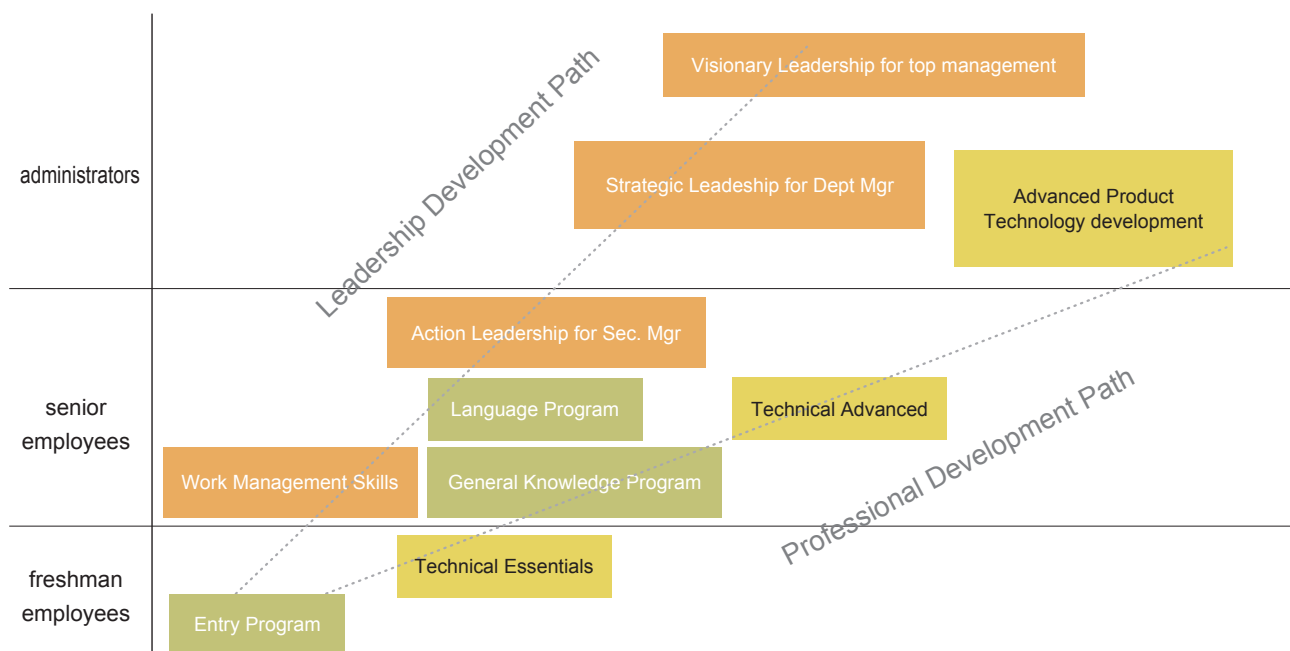 Visionary Leadership for top management
Leadership Development Path
administrators
Strategic Leadeship for Dept Mgr
Advanced Product
Technology development
Action Leadership for Sec. Mgr
senior
employees
Language Program
Technical Advanced
Professional Development Path
Work Management Skills
General Knowledge Program
freshman
employees
Technical Essentials
Entry Program